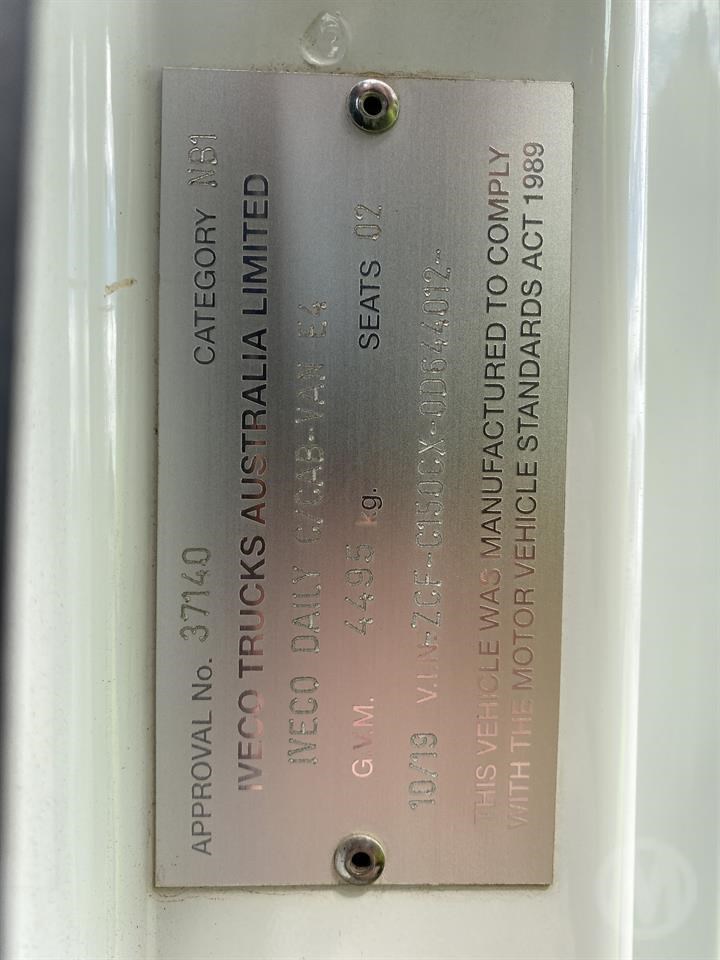 APPROVAL No. 37140 CATEGORY NB1
IVECO TRUCKS AUSTRALIA LIMITED
IVECO DAILY C/CAB-VAN E4
G.V.M. 4495 kg. SEATS 02
10/19 V.I.N-ZCF-C150CX-0D644012-
THIS VEHICLE WAS MANUFACTURED TO COMPLY
WITH THE MOTOR VEHICLE STANDARDS ACT 1989
M